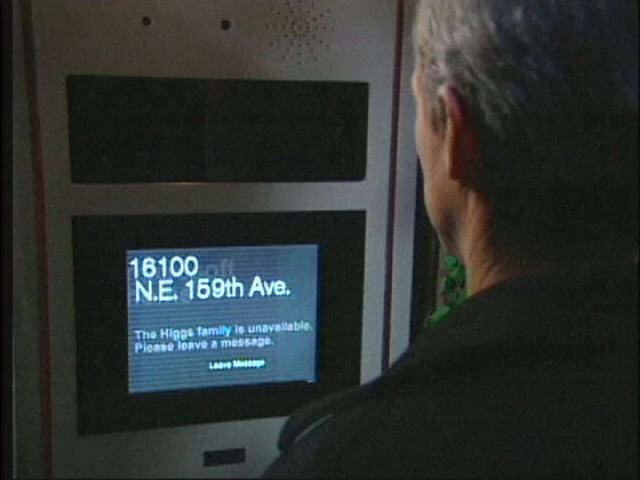 16100
N.E. 159th Ave.
The Higgs family is unavailable.
Please leave a message.
Leave Message